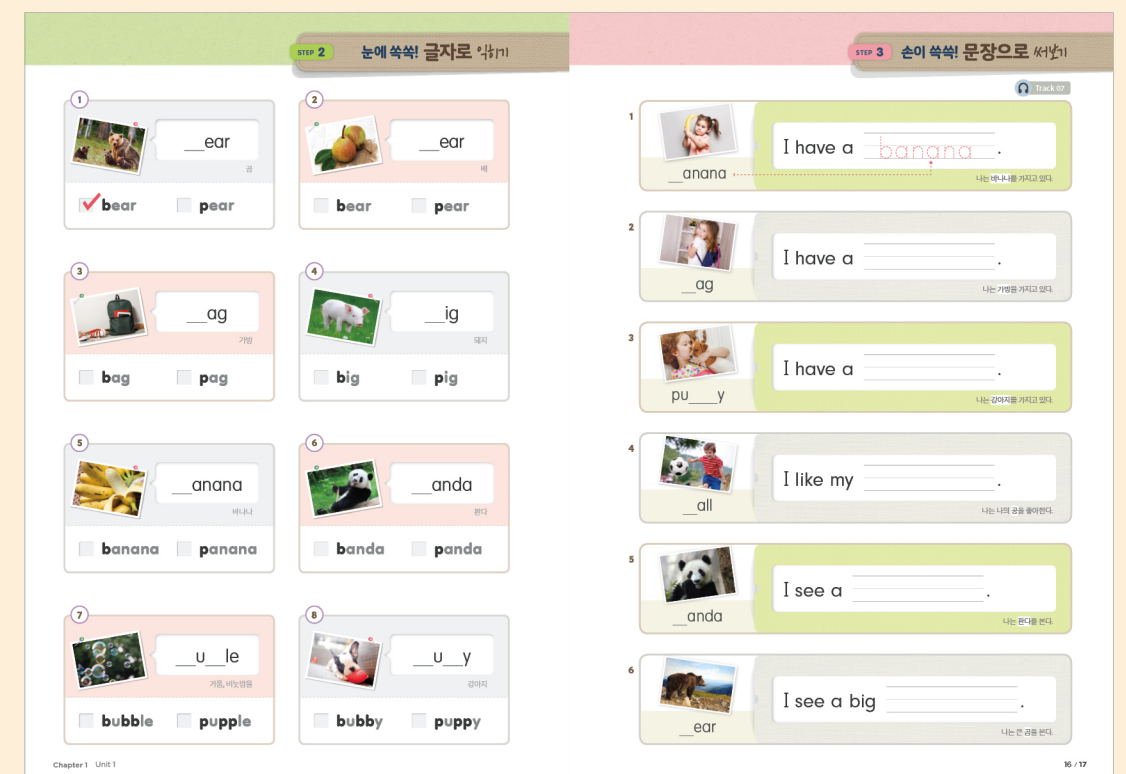 STEP 2 눈에 쏙쏙! 글자로 익히기
1
__ear
곰
bear pear
2
__ear
배
bear pear
3
__ag
가방
bag pag
4
__ig
돼지
big pig
5
__anana
바나나
banana panana
6
__anda
판다
banda panda
7
__u__le
거품, 비눗방울
bubble pupple
8
__u__y
강아지
bubby puppy
Chapter 1 Unit 1
STEP 3 손이 쏙쏙! 문장으로 써보기
Track 07
1
__anana
I have a banana.
나는 바나나를 가지고 있다.
2
__ag
I have a ______.
나는 가방을 가지고 있다.
3
pu____y
I have a ______.
나는 강아지를 가지고 있다.
4
__all
I like my ______.
나는 나의 공을 좋아한다.
5
__anda
I see a ______.
나는 판다를 본다.
6
__ear
I see a big ______.
나는 큰 곰을 본다.
16 / 17